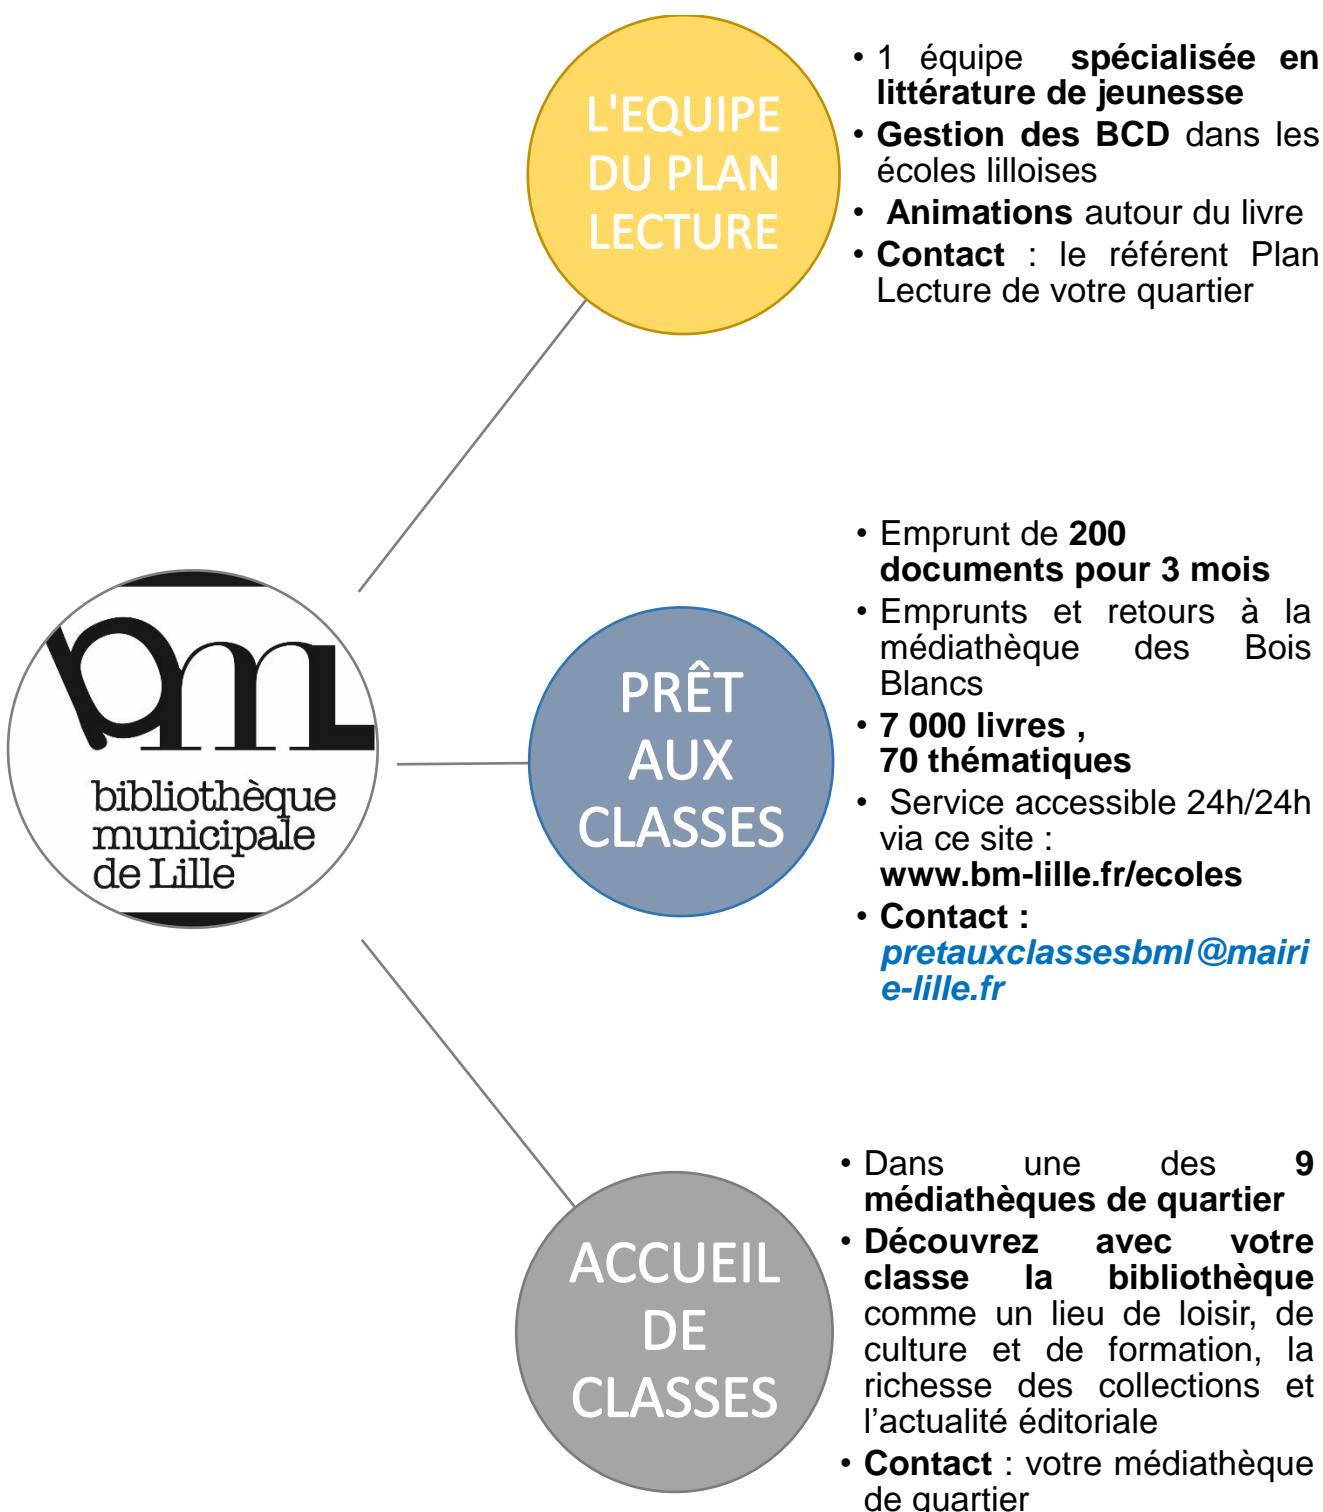 L'EQUIPE
DU PLAN
LECTURE
• 1 équipe spécialisée en
littérature de jeunesse
• Gestion des BCD dans les
écoles lilloises
• Animations autour du livre
• Contact : le référent Plan
Lecture de votre quartier
bml
bibliothèque
municipale
de Lille
PRÊT
AUX
CLASSES
• Emprunt de 200
documents pour 3 mois
• Emprunts et retours à la
médiathèque des Bois
Blancs
• 7 000 livres ,
70 thématiques
• Service accessible 24h/24h
via ce site :
www.bm-lille.fr/ecoles
• Contact :
pretauxclassesbml@mairi
e-lille.fr
ACCUEIL
DE
CLASSES
• Dans une des 9
médiathèques de quartier
• Découvrez avec votre
classe la bibliothèque
comme un lieu de loisir, de
culture et de formation, la
richesse des collections et
l’actualité éditoriale
• Contact : votre médiathèque
de quartier